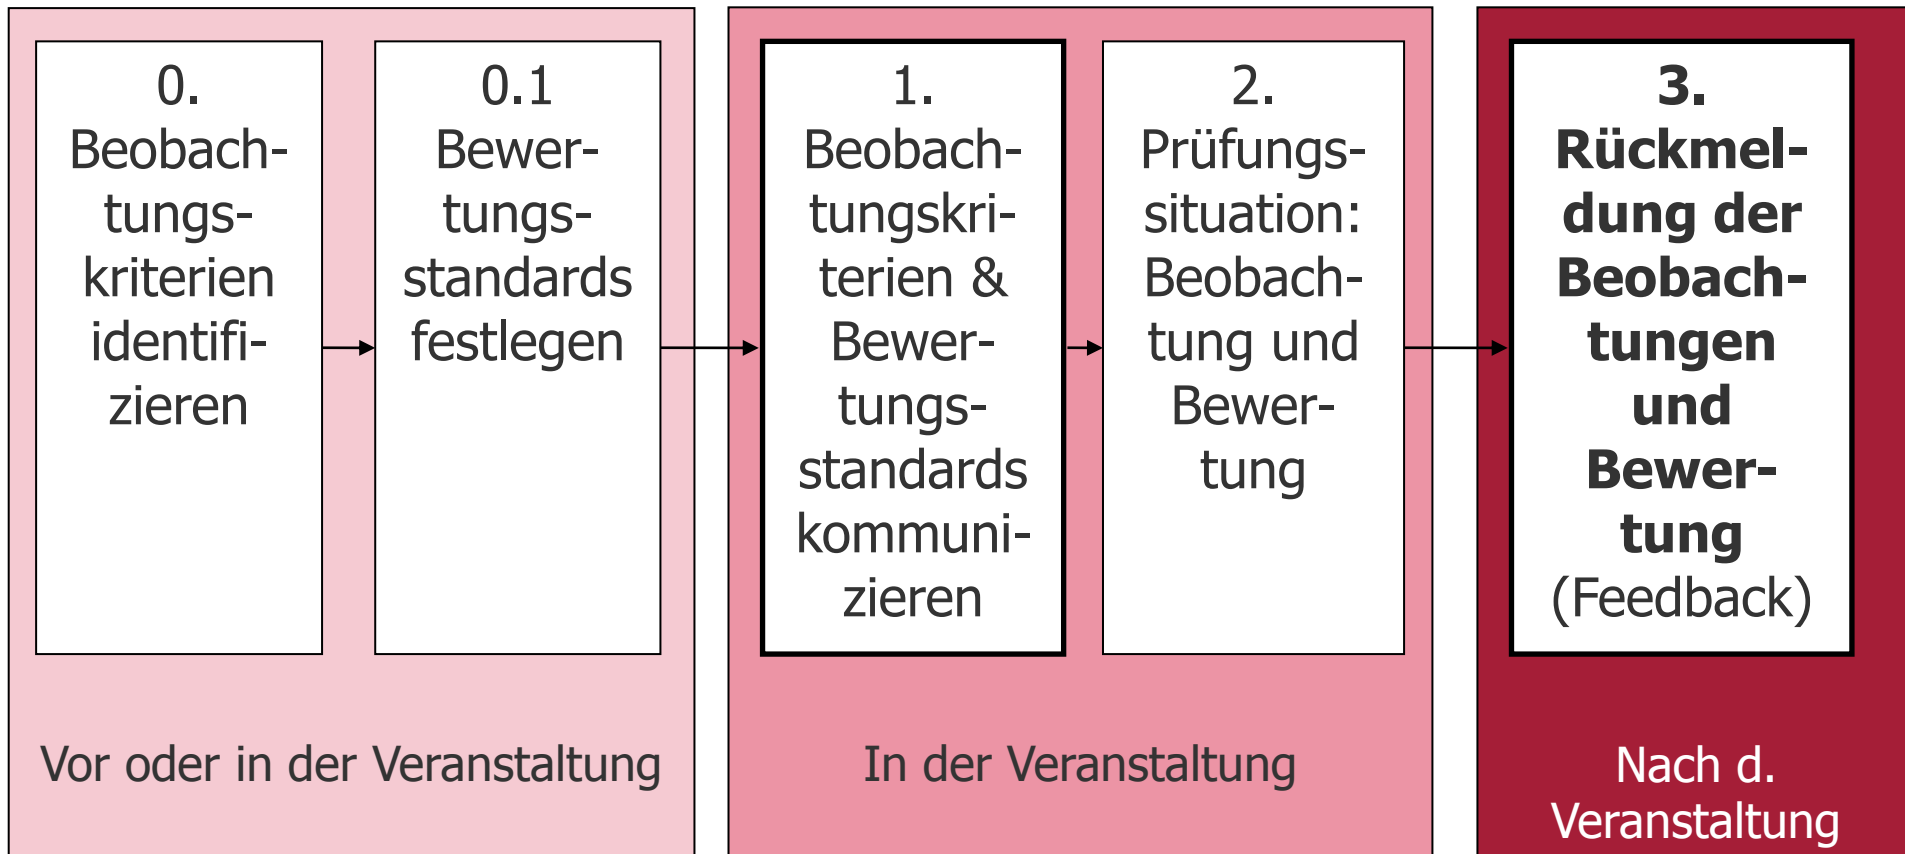 0.
Beobach-
tungs-
kriterien
identifi-
zieren
0.1
Bewer-
tungs-
standards
festlegen
Vor oder in der Veranstaltung
1.
Beobach-
tungskri-
terien &
Bewer-
tungs-
standards
kommuni-
zieren
2.
Prüfungs-
situation:
Beobach-
tung und
Bewer-
tung
In der Veranstaltung
3.
Rückmel-
dung der
Beobach-
tungen
und
Bewer-
tung
(Feedback)
Nach d.
Veranstaltung